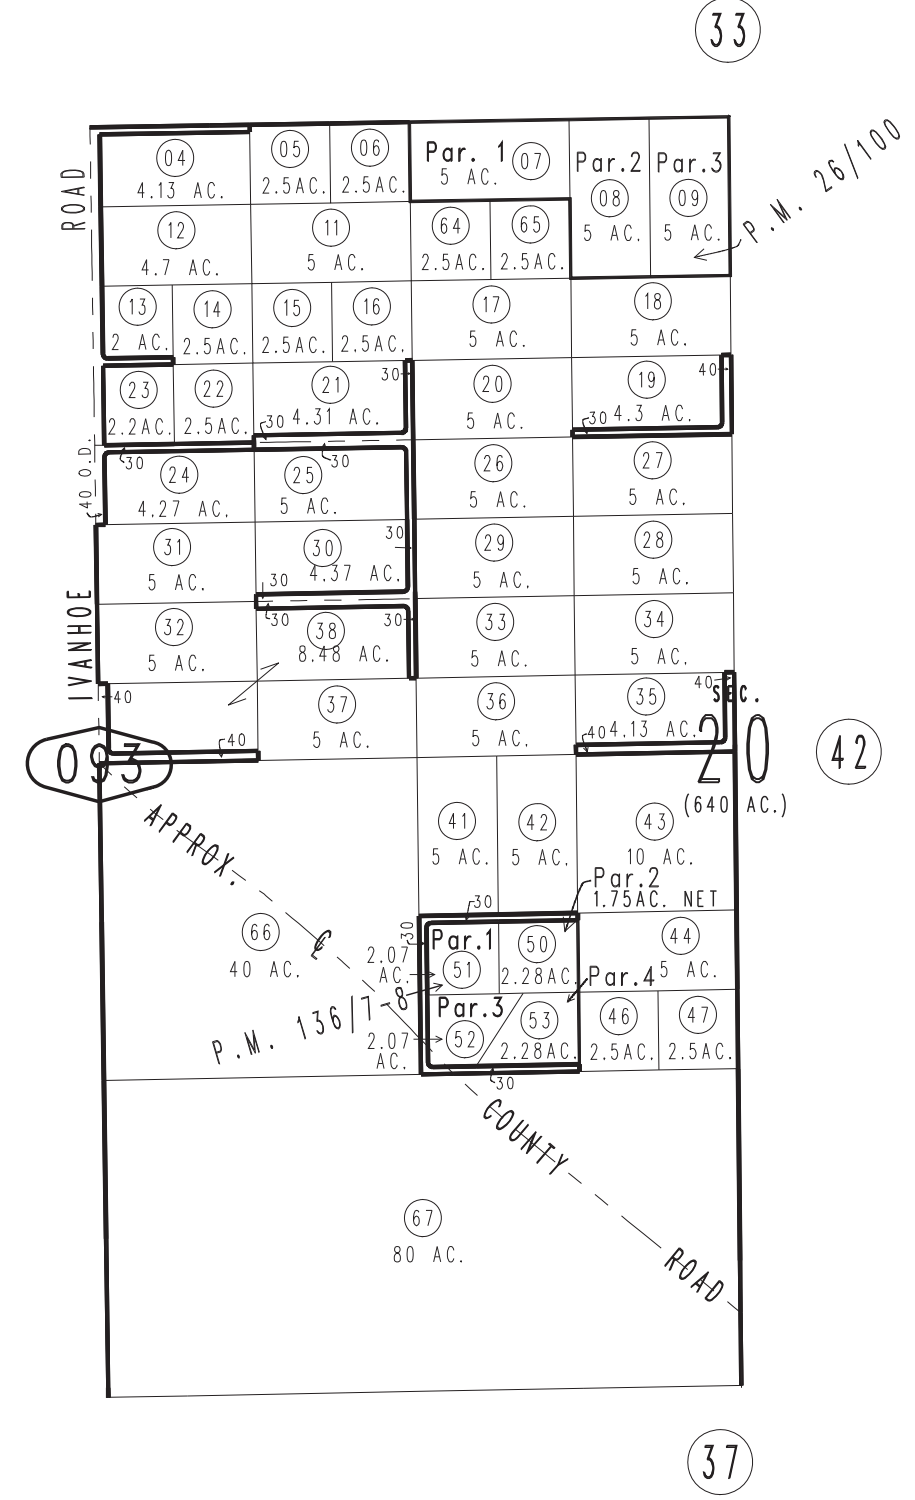 33
ROAD
04
4.13 AC.
05
2.5AC.
06
2.5AC.
Par. 1
07
5 AC.
Par.2
08
5 AC.
Par.3
09
5 AC.
P.M. 26/100
12
4.7 AC.
11
5 AC.
64
2.5AC.
65
2.5AC.
13
2 AC.
14
2.5AC.
15
2.5AC.
16
2.5AC.
17
5 AC.
18
5 AC.
23
2.2AC.
22
2.5AC.
21
30
30
4.31 AC.
20
5 AC.
19
40
30
4.3 AC.
40 O.D.
30
30
24
4.27 AC.
25
5 AC.
26
5 AC.
27
5 AC.
31
5 AC.
30
30
30
4.37 AC.
29
5 AC.
28
5 AC.
IVANHOE
32
5 AC.
30
30
38
8.48 AC.
33
5 AC.
34
5 AC.
40
40
37
5 AC.
36
5 AC.
35
40
40
4.13 AC.
SEC.
20
(640 AC.)
42
093
APPROX.
41
5 AC.
42
5 AC.
43
10 AC.
66
40 AC.
℄
30
30
Par.2
1.75AC. NET
Par.1
51
2.07
AC.
50
2.28AC.
44
5 AC.
Par.4
P.M. 136/7-8
Par.3
52
2.07
AC.
53
2.28AC.
46
2.5AC.
47
2.5AC.
30
COUNTY
67
80 AC.
ROAD
37